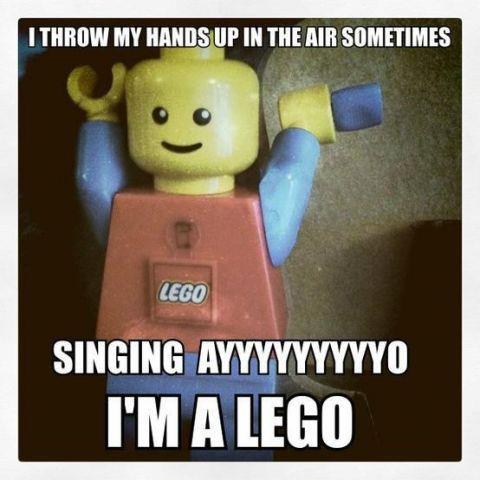 I THROW MY HANDS UP IN THE AIR SOMETIMES
LEGO
SINGING AYYYYYYYYYO
I'M A LEGO